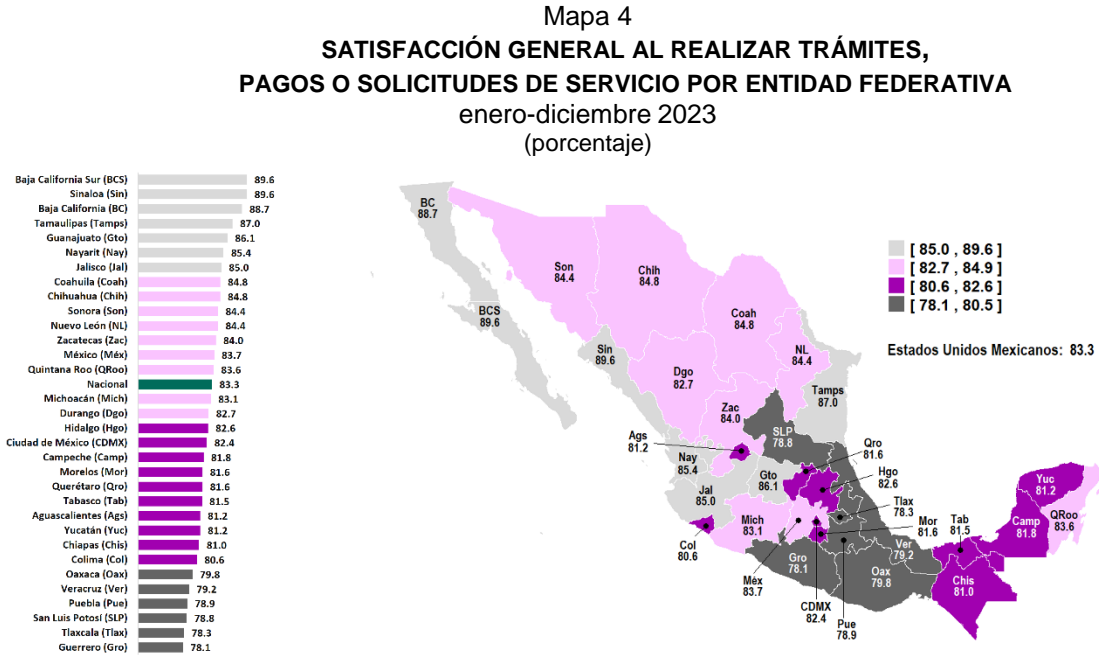 Mapa 4
SATISFACCIÓN GENERAL AL REALIZAR TRÁMITES,
PAGOS O SOLICITUDES DE SERVICIO POR ENTIDAD FEDERATIVA
enero-diciembre 2023
(porcentaje)
Baja California Sur (BCS) 89.6
Sinaloa (Sin) 89.6
Baja California (BC) 88.7
Tamaulipas (Tamps) 87.0
Guanajuato (Gto) 86.1
Nayarit (Nay) 85.4
Jalisco (Jal) 85.0
Coahuila (Coah) 84.8
Chihuahua (Chih) 84.8
Sonora (Son) 84.4
Nuevo León (NL) 84.4
Zacatecas (Zac) 84.0
México (Méx) 83.7
Quintana Roo (QRoo) 83.6
Nacional 83.3
Michoacán (Mich) 83.1
Durango (Dgo) 82.7
Hidalgo (Hgo) 82.6
Ciudad de México (CDMX) 82.4
Campeche (Camp) 81.8
Morelos (Mor) 81.6
Querétaro (Qro) 81.6
Tabasco (Tab) 81.5
Aguascalientes (Ags) 81.2
Yucatán (Yuc) 81.2
Chiapas (Chis) 81.0
Colima (Col) 80.6
Oaxaca (Oax) 79.8
Veracruz (Ver) 79.2
Puebla (Pue) 78.9
San Luis Potosí (SLP) 78.8
Tlaxcala (Tlax) 78.3
Guerrero (Gro) 78.1
BC
88.7
Son
84.4
Chih
84.8
Coah
84.8
BCS
89.6
Sin
89.6
Dgo
82.7
NL
84.4
Tamps
87.0
Zac
84.0
SLP
78.8
Ags
81.2
Nay
85.4
Jal
85.0
Gto
86.1
Qro
81.6
Hgo
82.6
Tlax
78.3
Mor
81.6
Mich
83.1
Col
80.6
Méx
83.7
Gro
78.1
CDMX
82.4
Pue
78.9
Oax
79.8
Ver
79.2
Tab
81.5
Chis
81.0
Camp
81.8
Yuc
81.2
QRoo
83.6
[ 85.0 , 89.6 ]
[ 82.7 , 84.9 ]
[ 80.6 , 82.6 ]
[ 78.1 , 80.5 ]
Estados Unidos Mexicanos: 83.3